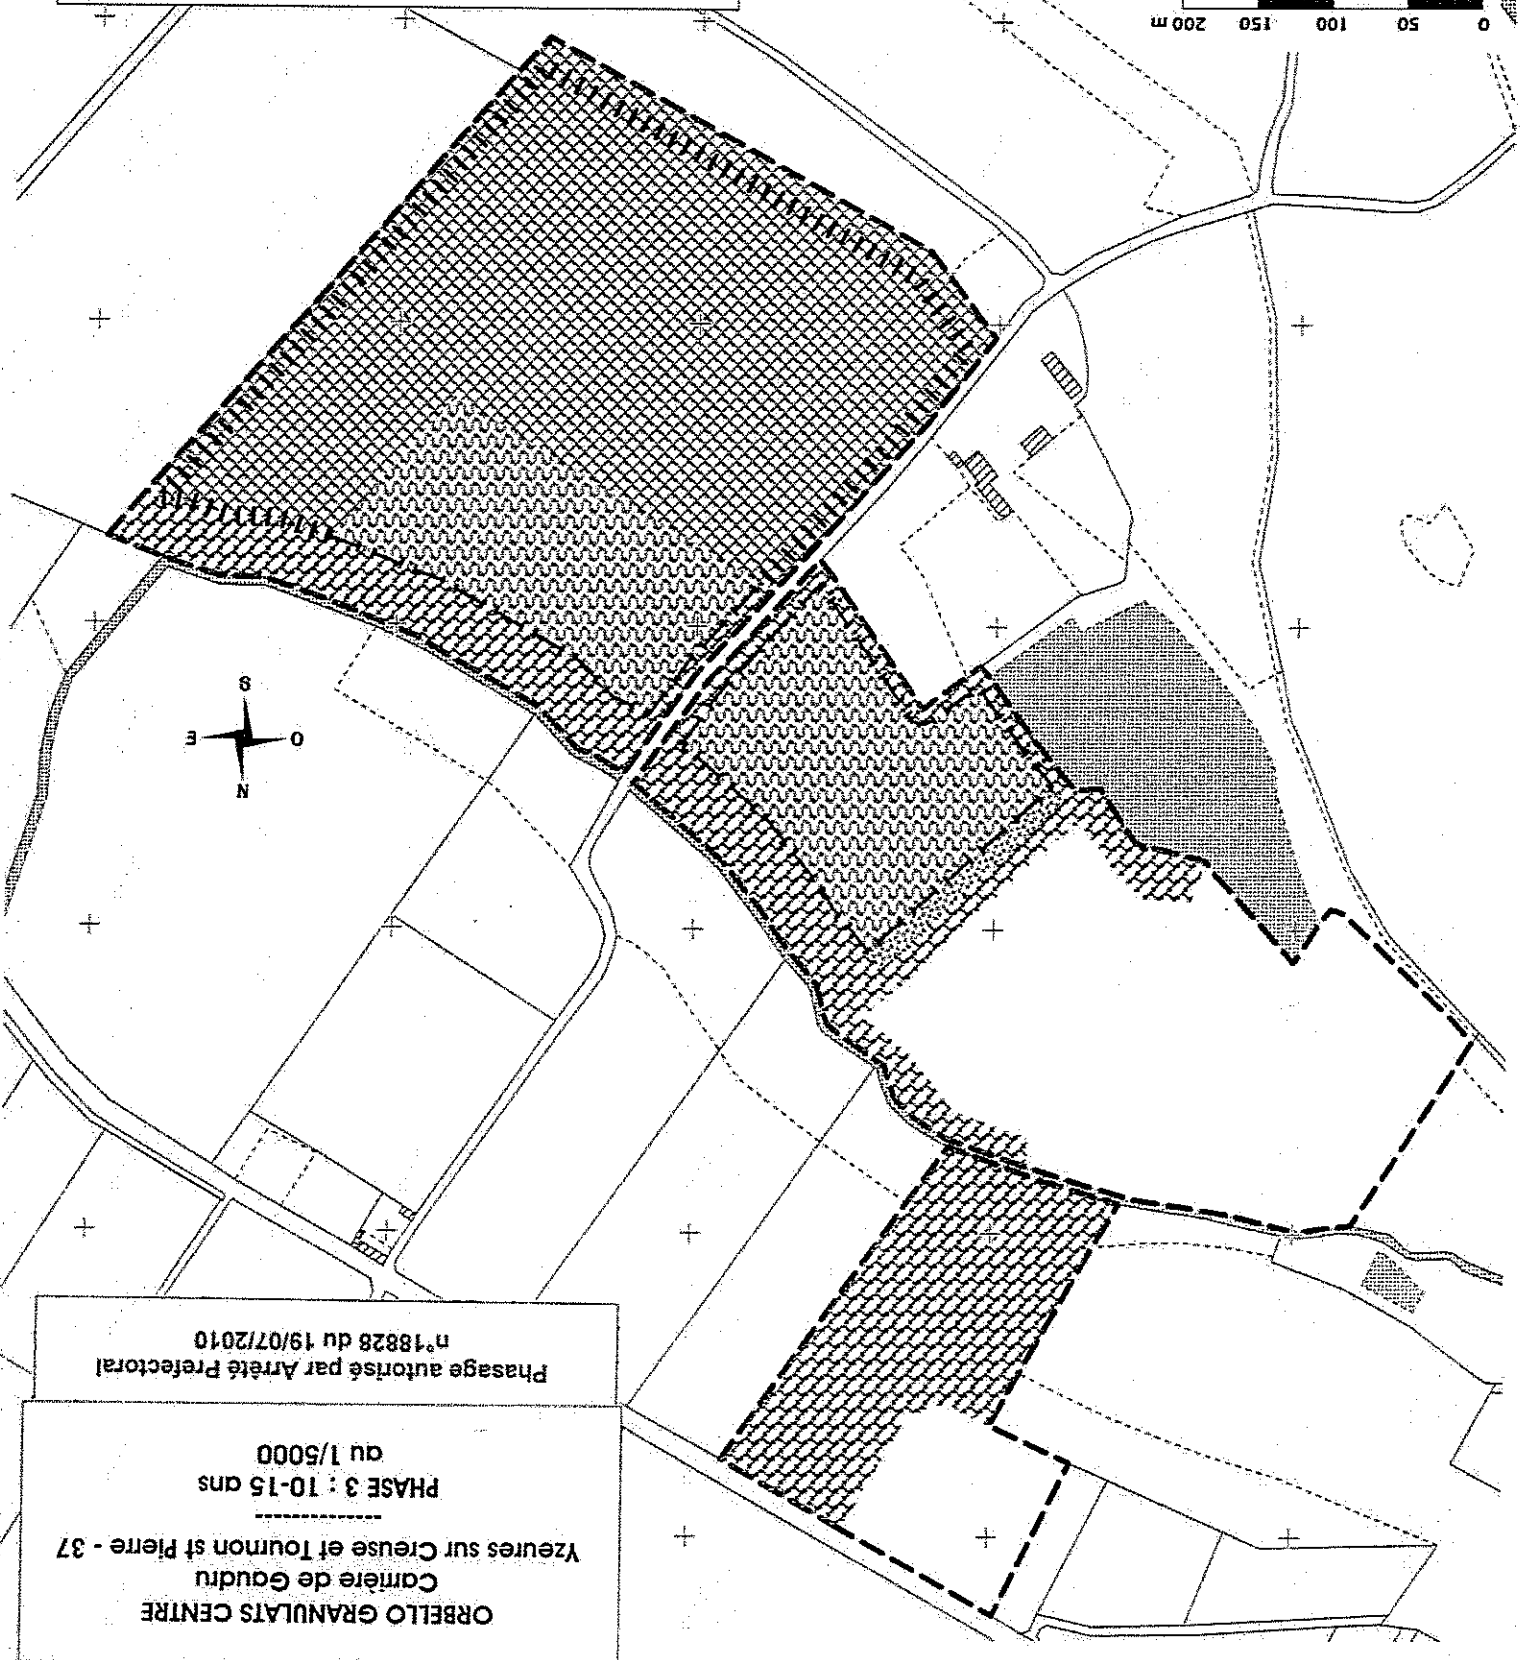 ORBELLO GRANULATS CENTRE
Carrière de Gaudru
Yzeures sur Creuse et Tournon st Pierre - 37
--------------
PHASE 3 : 10-15 ans
au 1/5000
Phasage autorisé par Arrêté Préfectoral
n°18828 du 19/07/2010
N
O
E
S
0 50 100 150 200 m